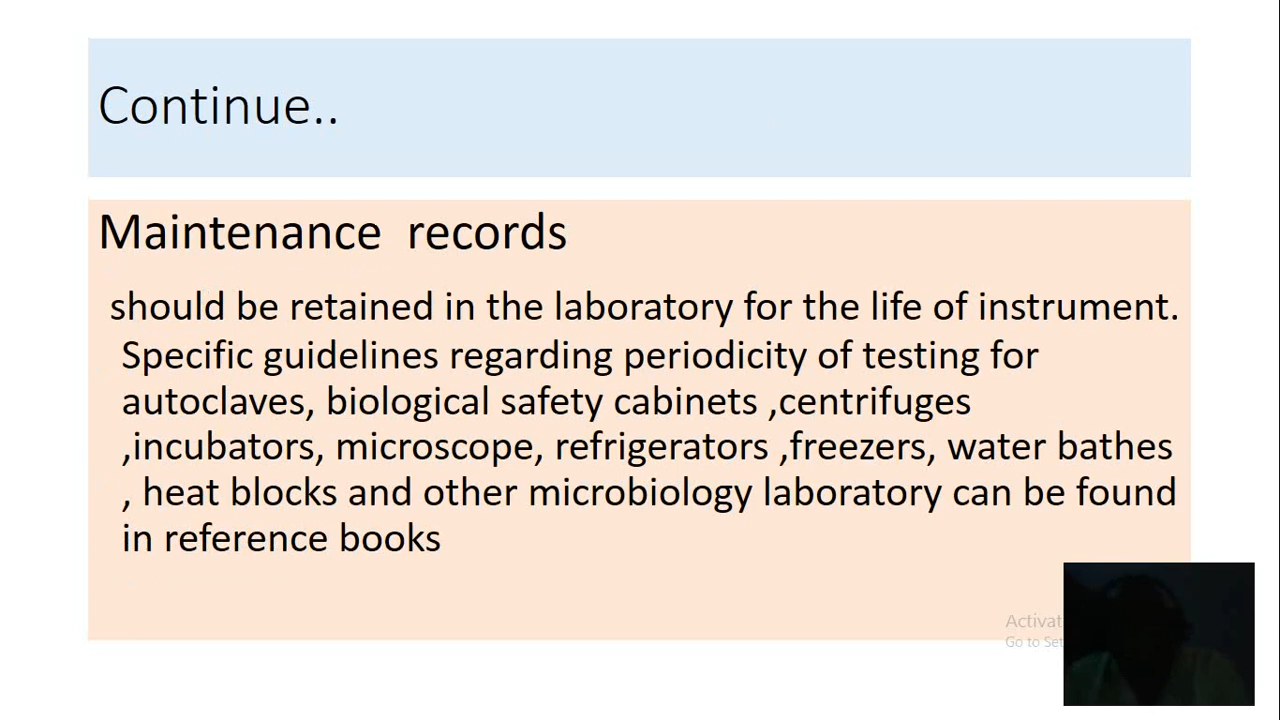 Continue..
Maintenance records
should be retained in the laboratory for the life of instrument.
Specific guidelines regarding periodicity of testing for
autoclaves, biological safety cabinets ,centrifuges
,incubators, microscope, refrigerators ,freezers, water bathes
, heat blocks and other microbiology laboratory can be found
in reference books
Activat
Go to Set